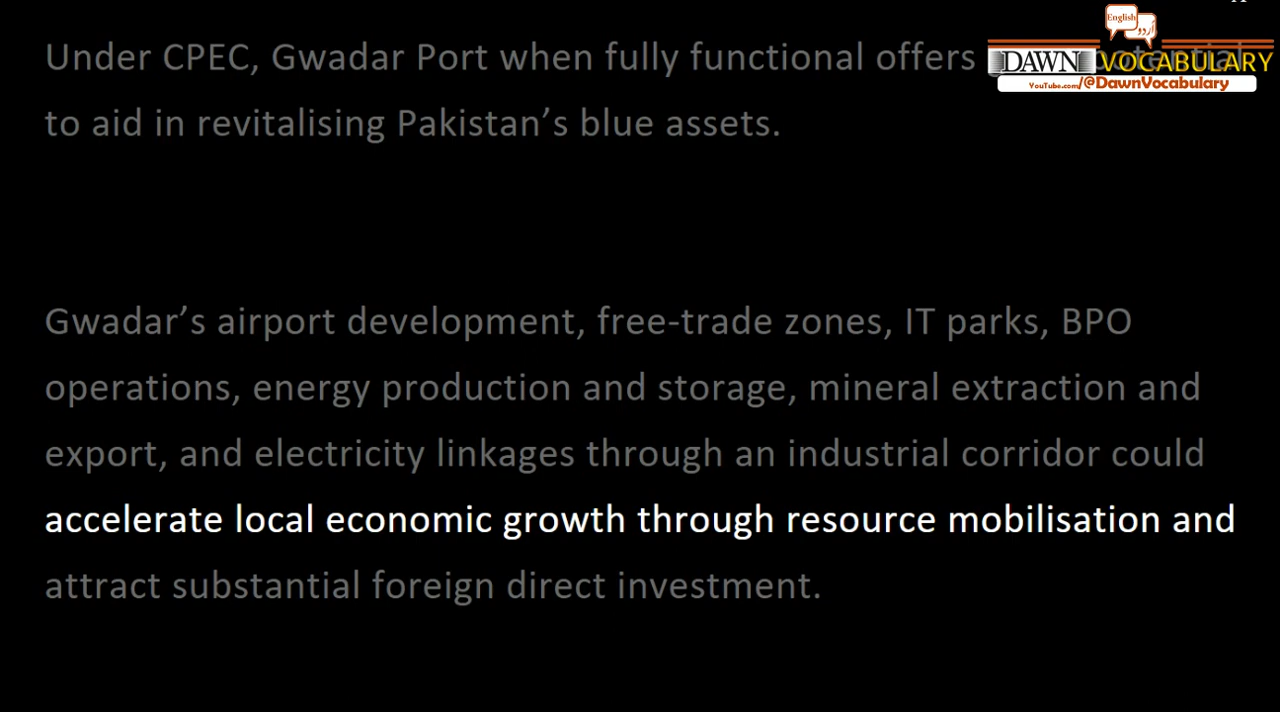 English
اردو
DAWN VOCABULARY
YouTube.com/@DawnVocabulary
Under CPEC, Gwadar Port when fully functional offers
to aid in revitalising Pakistan’s blue assets.
Gwadar’s airport development, free-trade zones, IT parks, BPO
operations, energy production and storage, mineral extraction and
export, and electricity linkages through an industrial corridor could
accelerate local economic growth through resource mobilisation and
attract substantial foreign direct investment.